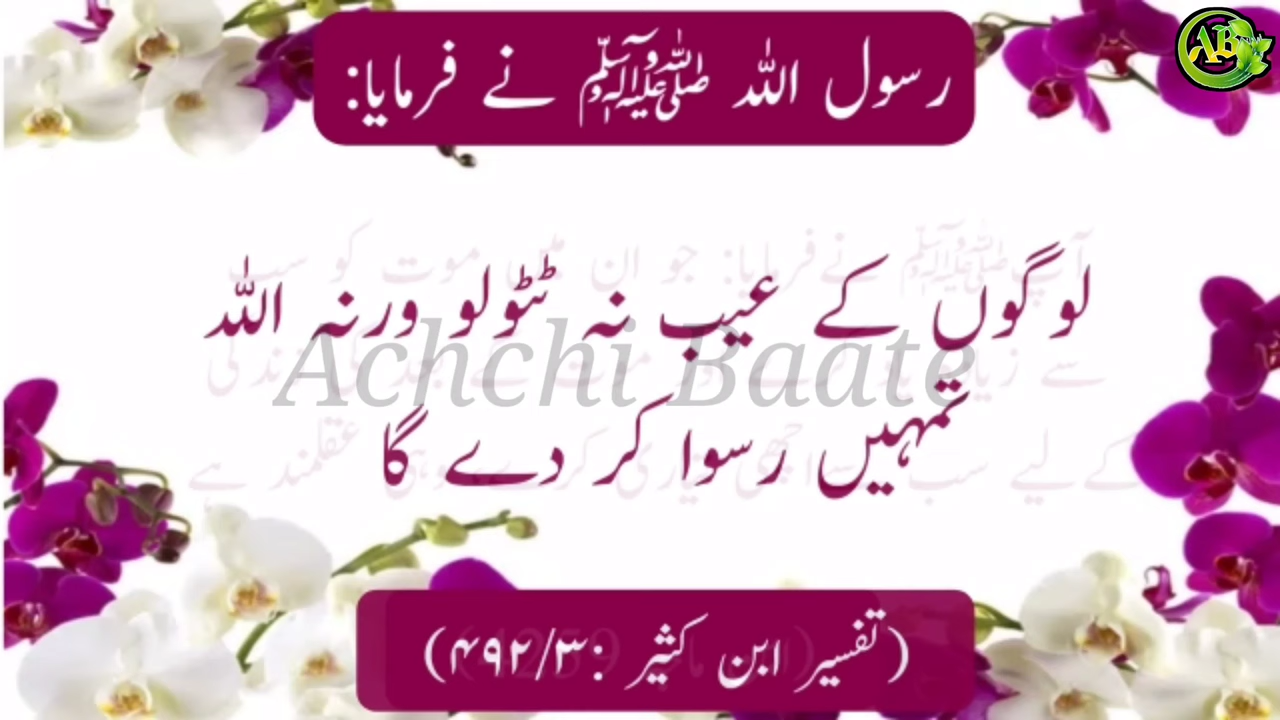 رسول اللہ ﷺ نے فرمایا:
AB
لوگوں کے عیب نہ ٹٹولو ورنہ اللہ
Achchi Baate
تمہیں رسوا کر دے گا
(تفسیر ابن کثیر :۴۹۲/۳)